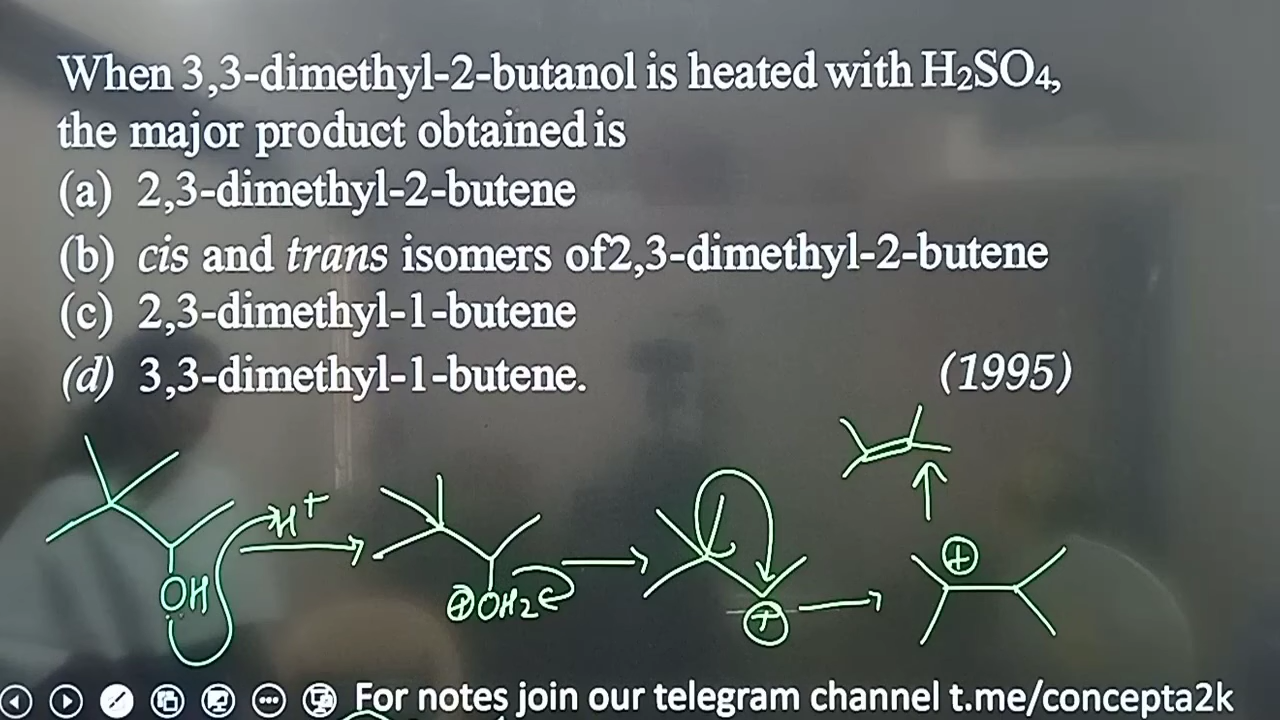 When 3,3-dimethyl-2-butanol is heated with H₂SO₄,
the major product obtained is
(a) 2,3-dimethyl-2-butene
(b) cis and trans isomers of2,3-dimethyl-2-butene
(c) 2,3-dimethyl-1-butene
(d) 3,3-dimethyl-1-butene. (1995)
H⁺
OH
⊕OH₂
⊕
⊕
For notes join our telegram channel t.me/concepta2k